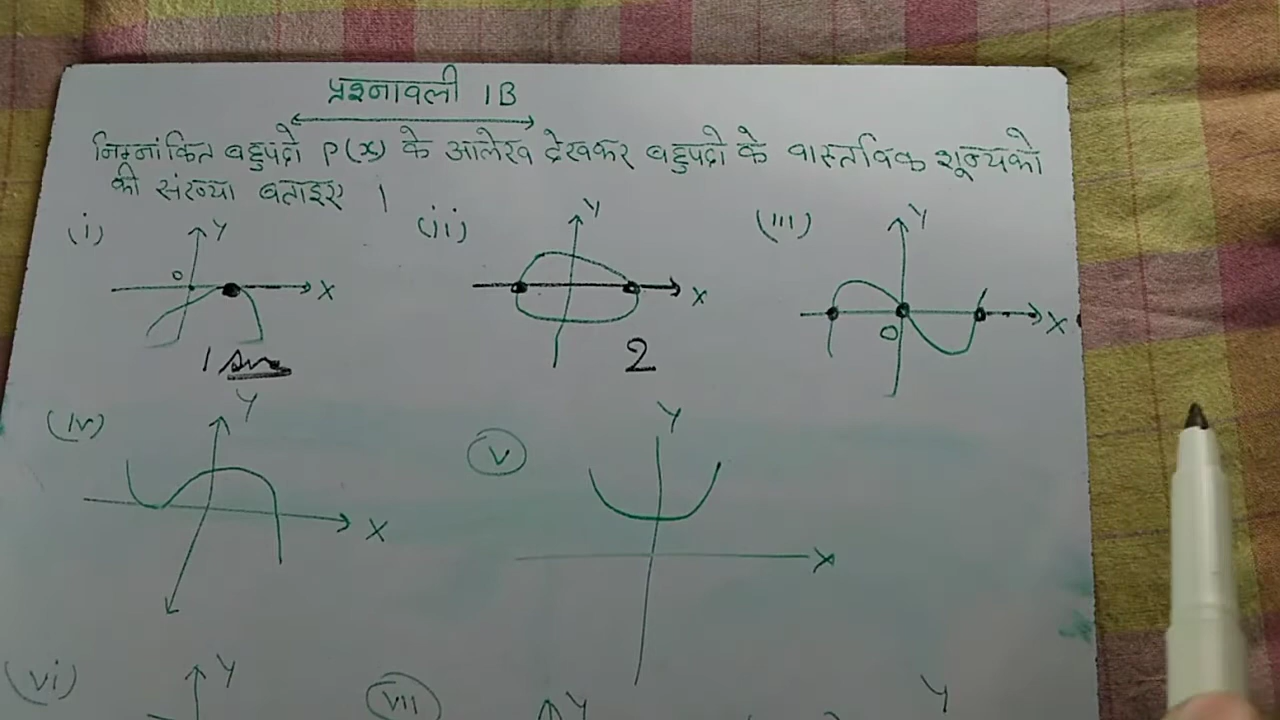 प्रश्नावली 1B
निम्नांकित बहुपदो P(x) के आलेख देखकर बहुपदो के वास्तविक शून्यको
की संख्या बताइए ।
(i) Y (ii) Y (iii) Y
0 X X 0 X
1 Ans 2
(iv) Y (v) Y
X X
(vi) Y (vii) Y Y